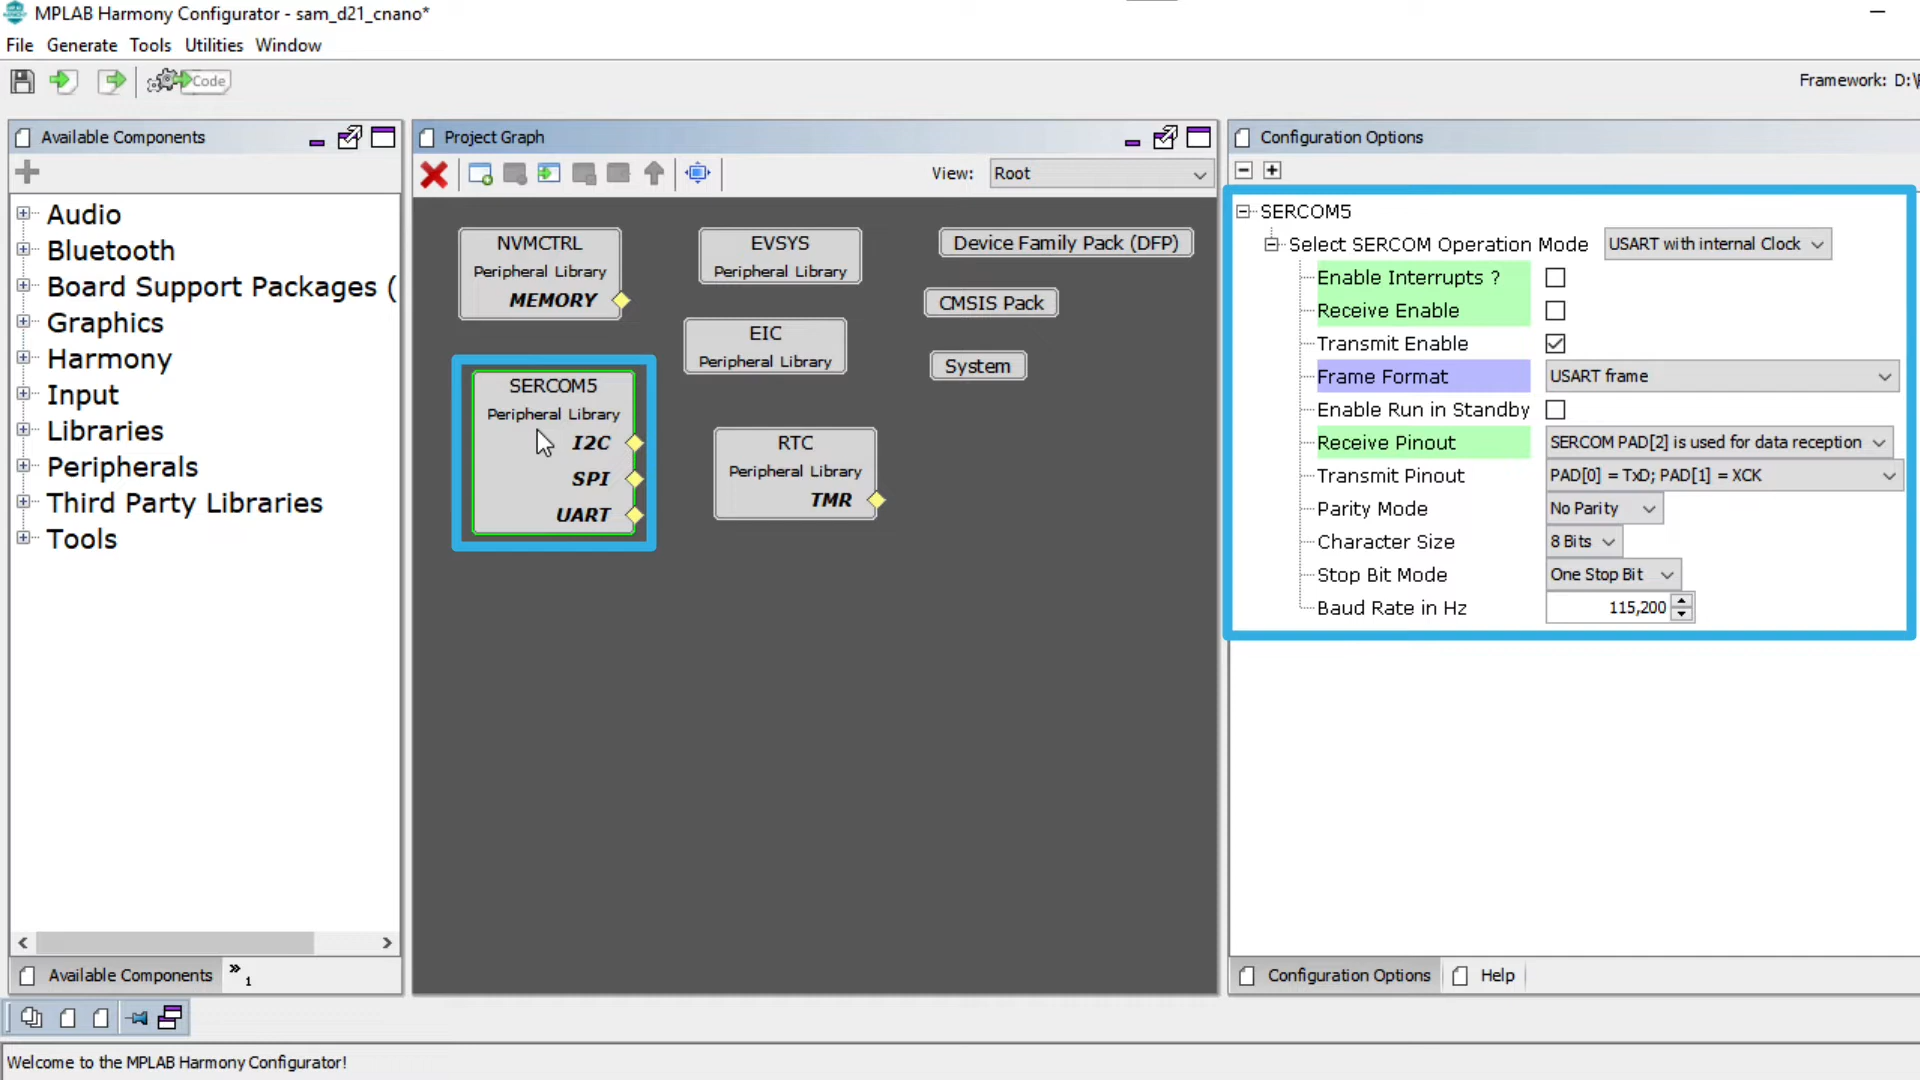 MPLAB Harmony Configurator - sam_d21_cnano*
File Generate Tools Utilities Window
Code
Framework: D:\
Available Components
Project Graph
Configuration Options
View: Root
Audio
Bluetooth
Board Support Packages (
Graphics
Harmony
Input
Libraries
Peripherals
Third Party Libraries
Tools
NVMCTRL
Peripheral Library
MEMORY
EVSYS
Peripheral Library
Device Family Pack (DFP)
CMSIS Pack
EIC
Peripheral Library
System
SERCOM5
Peripheral Library
I2C
SPI
UART
RTC
Peripheral Library
TMR
SERCOM5
Select SERCOM Operation Mode USART with internal Clock
Enable Interrupts ?
Receive Enable
Transmit Enable
Frame Format USART frame
Enable Run in Standby
Receive Pinout SERCOM PAD[2] is used for data reception
Transmit Pinout PAD[0] = TxD; PAD[1] = XCK
Parity Mode No Parity
Character Size 8 Bits
Stop Bit Mode One Stop Bit
Baud Rate in Hz 115,200
Available Components
» 1
Configuration Options Help
Welcome to the MPLAB Harmony Configurator!